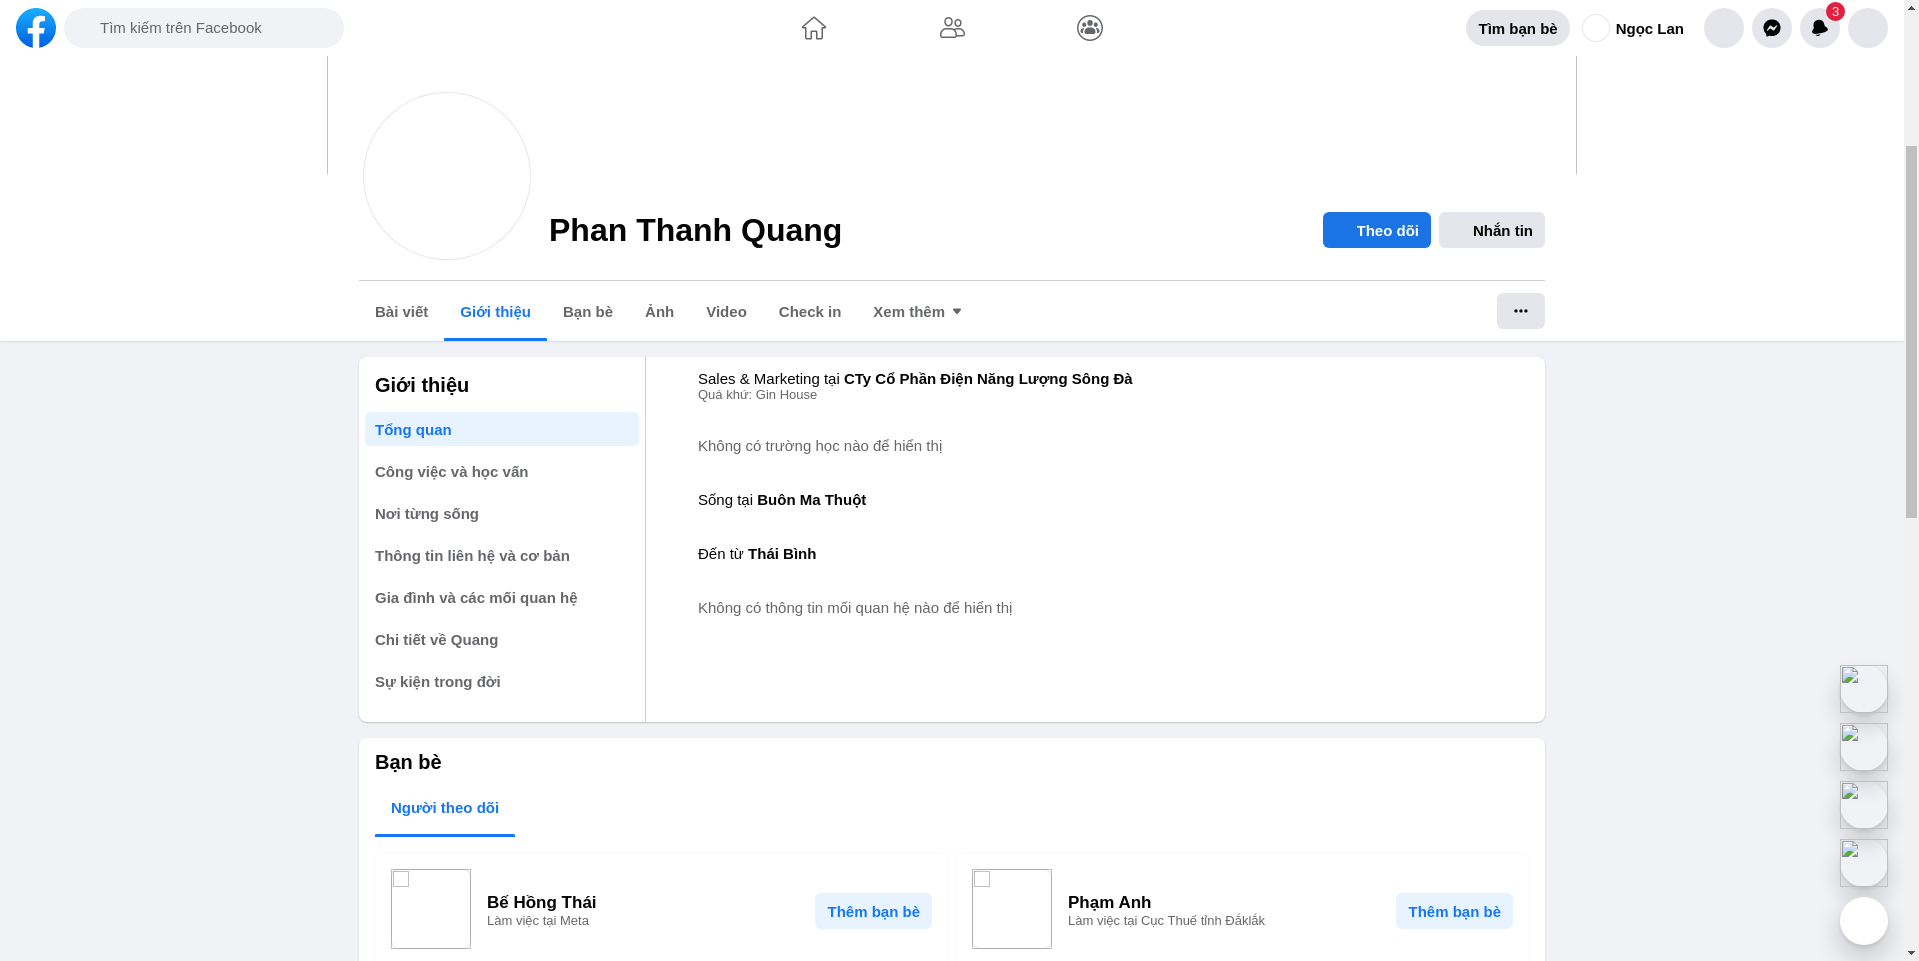 Tìm kiếm trên Facebook
Tìm bạn bè
Ngọc Lan
3
Phan Thanh Quang
Theo dõi
Nhắn tin
Bài viết
Giới thiệu
Bạn bè
Ảnh
Video
Check in
Xem thêm
Giới thiệu
Tổng quan
Công việc và học vấn
Nơi từng sống
Thông tin liên hệ và cơ bản
Gia đình và các mối quan hệ
Chi tiết về Quang
Sự kiện trong đời
Sales & Marketing tại CTy Cổ Phần Điện Năng Lượng Sông Đà
Quá khứ: Gin House
Không có trường học nào để hiển thị
Sống tại Buôn Ma Thuột
Đến từ Thái Bình
Không có thông tin mối quan hệ nào để hiển thị
Bạn bè
Người theo dõi
Bế Hồng Thái
Làm việc tại Meta
Thêm bạn bè
Phạm Anh
Làm việc tại Cục Thuế tỉnh Đắklắk
Thêm bạn bè